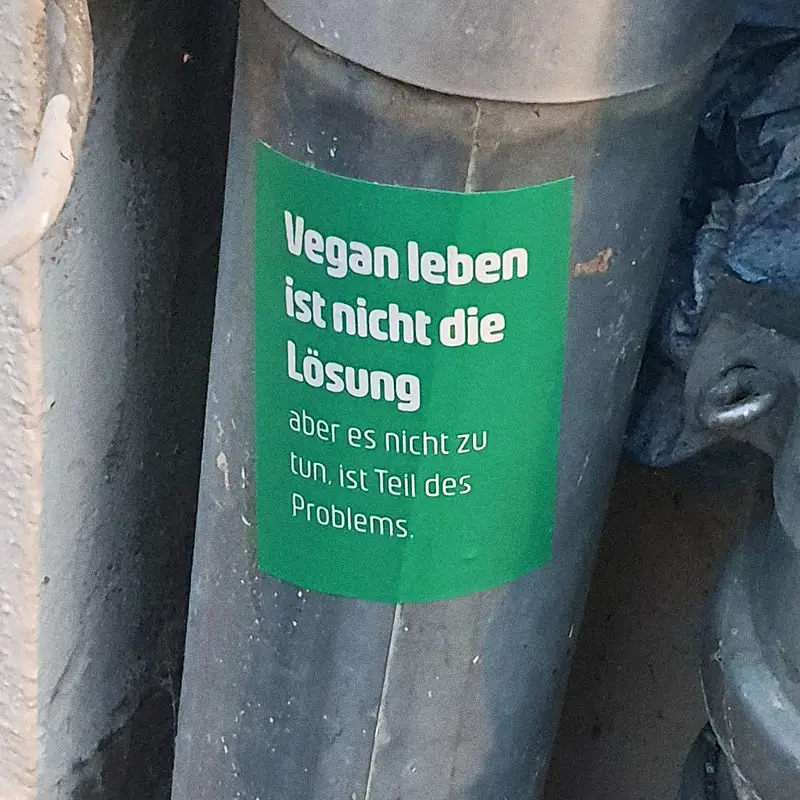 Vegan leben
ist nicht die
Lösung
aber es nicht zu
tun, ist Teil des
Problems.